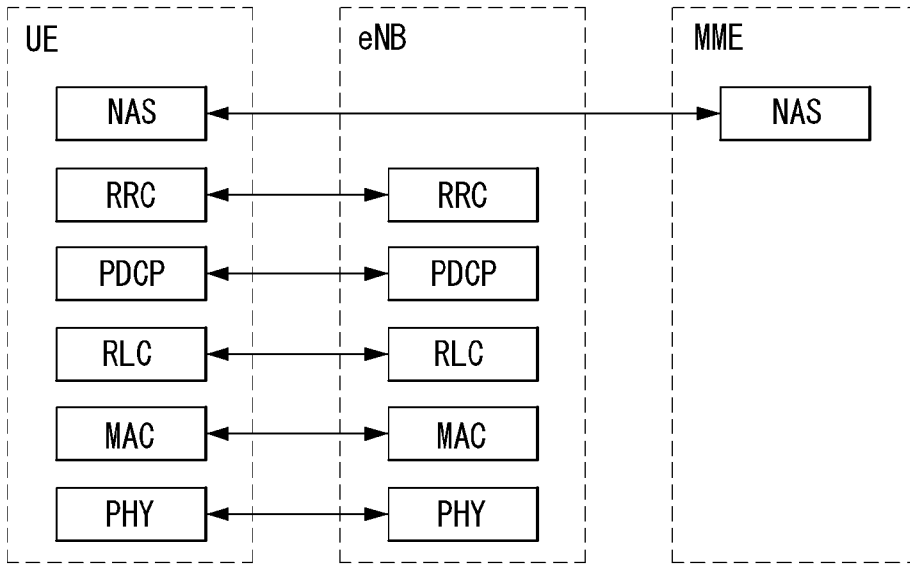 UE
eNB
MME
NAS
NAS
RRC
RRC
PDCP
PDCP
RLC
RLC
MAC
MAC
PHY
PHY